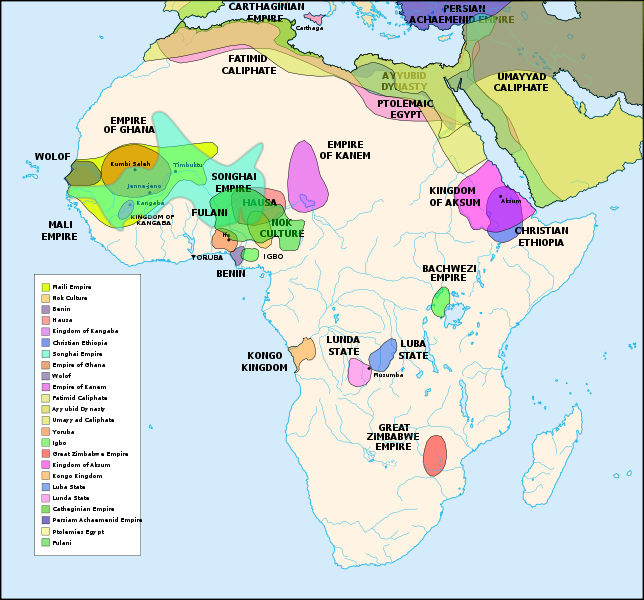 CARTHAGINIAN
EMPIRE
Carthage
PERSIAN
ACHAEMENID EMPIRE
FATIMID
CALIPHATE
AYYUBID
DYNASTY
UMAYYAD
CALIPHATE
PTOLEMAIC
EGYPT
EMPIRE
OF GHANA
WOLOF
Kumbi Saleh
Timbuktu
Jenne-jeno
Kangaba
KINGDOM OF
KANGABA
MALI
EMPIRE
SONGHAI
EMPIRE
EMPIRE
OF KANEM
HAUSA
FULANI
NOK
CULTURE
Ife
YORUBA
IGBO
BENIN
KINGDOM
OF AKSUM
Aksum
CHRISTIAN
ETHIOPIA
BACHWEZI
EMPIRE
LUNDA
STATE
LUBA
STATE
Musumba
KONGO
KINGDOM
GREAT
ZIMBABWE
EMPIRE
Maili Empire
Nok Culture
Benin
Hausa
Kingdom of Kangaba
Christian Ethiopia
Songhai Empire
Empire of Ghana
Wolof
Empire of Kanem
Fatimid Caliphate
Ayyubid Dynasty
Umayyad Caliphate
Yoruba
Igbo
Great Zimbabwe Empire
Kingdom of Aksum
Kongo Kingdom
Luba State
Lunda State
Catheginian Empire
Persiam Achaemenid Empire
Ptolemies Egypt
Fulani